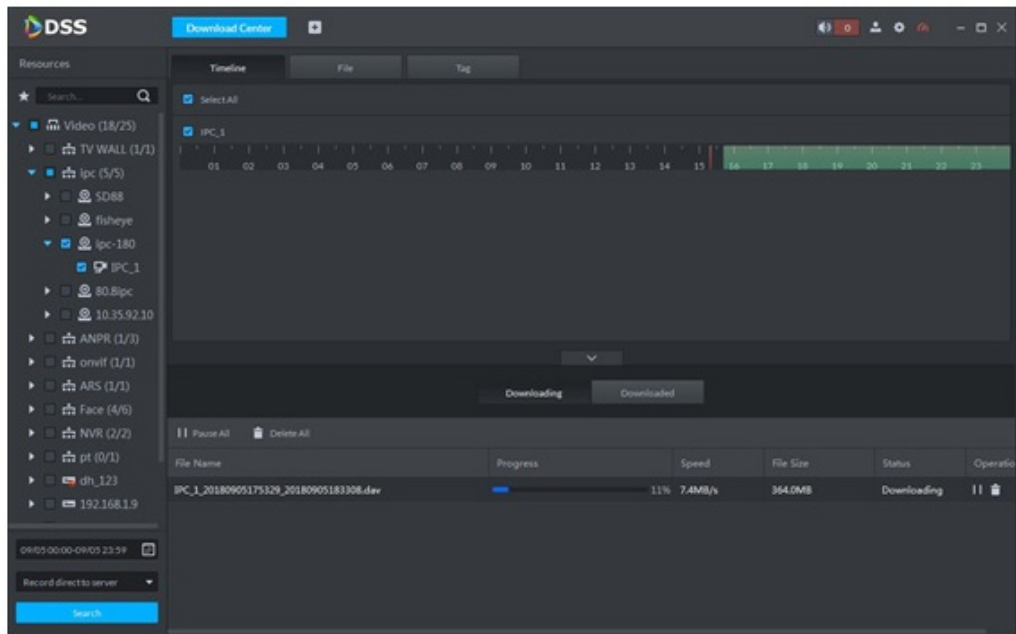 DSS
Download Center
0
Resources
Timeline File Tag
Search...
Select All
Video (18/25)
IPC_1
01 02 03 04 05 06 07 08 09 10 11 12 13 14 15 16 17 18 19 20 21 22 23
TV WALL (1/1)
ipc (5/5)
SD88
fisheye
ipc-180
IPC_1
80.8ipc
10.35.92.10
ANPR (1/3)
onvif (1/1)
ARS (1/1)
Face (4/6)
NVR (2/2)
pt (0/1)
dh_123
192.168.1.9
Downloading Downloaded
Pause All Delete All
File Name Progress Speed File Size Status Operatio
IPC_1_20180905175329_20180905183308.dav 11% 7.4MB/s 364.0MB Downloading
09/05 00:00-09/05 23:59
Record direct to server
Search